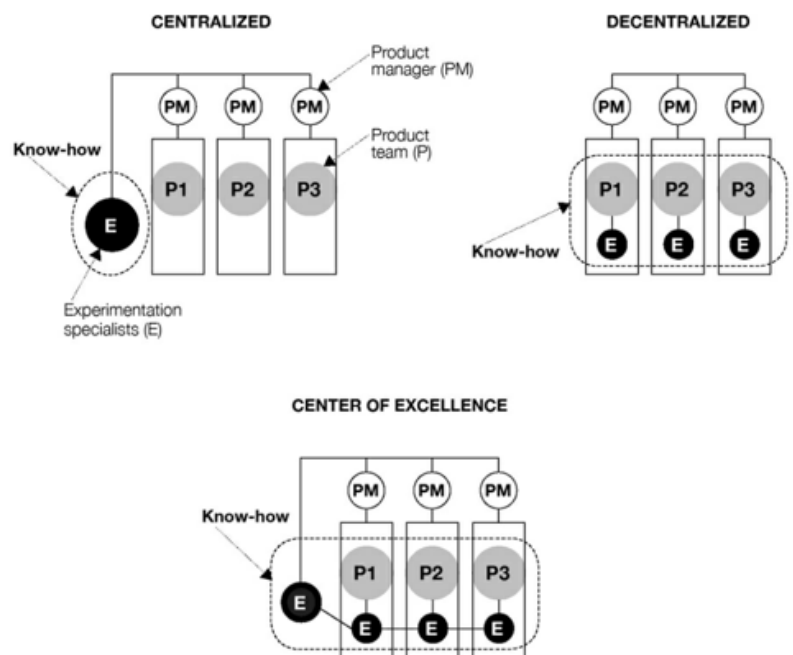 CENTRALIZED
Product
manager (PM)
PM PM PM
Product
team (P)
Know-how
P1 P2 P3
E
Experimentation
specialists (E)
DECENTRALIZED
PM PM PM
P1 P2 P3
E E E
Know-how
CENTER OF EXCELLENCE
PM PM PM
Know-how
P1 P2 P3
E
E E E